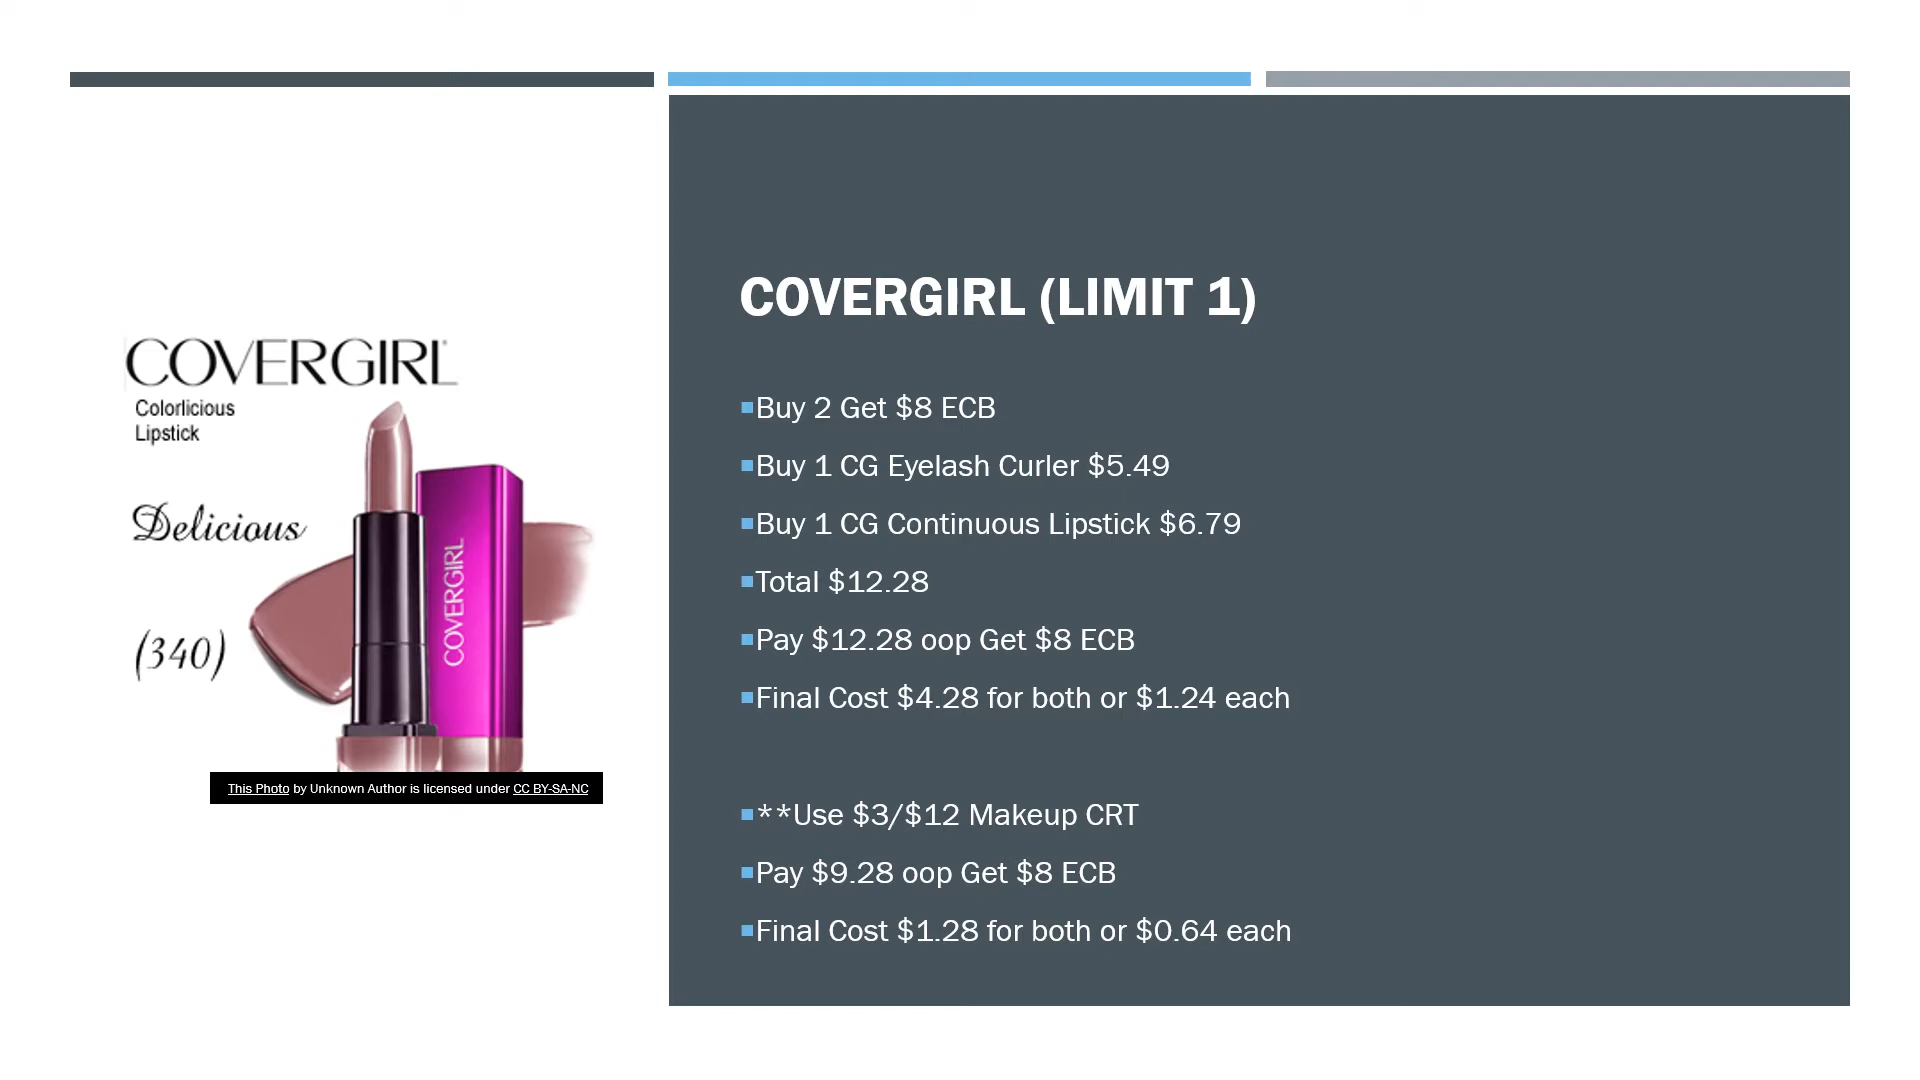 COVERGIRL
Colorlicious
Lipstick
Delicious
(340)
COVERGIRL
This Photo by Unknown Author is licensed under CC BY-SA-NC
COVERGIRL (LIMIT 1)
Buy 2 Get $8 ECB
Buy 1 CG Eyelash Curler $5.49
Buy 1 CG Continuous Lipstick $6.79
Total $12.28
Pay $12.28 oop Get $8 ECB
Final Cost $4.28 for both or $1.24 each
**Use $3/$12 Makeup CRT
Pay $9.28 oop Get $8 ECB
Final Cost $1.28 for both or $0.64 each